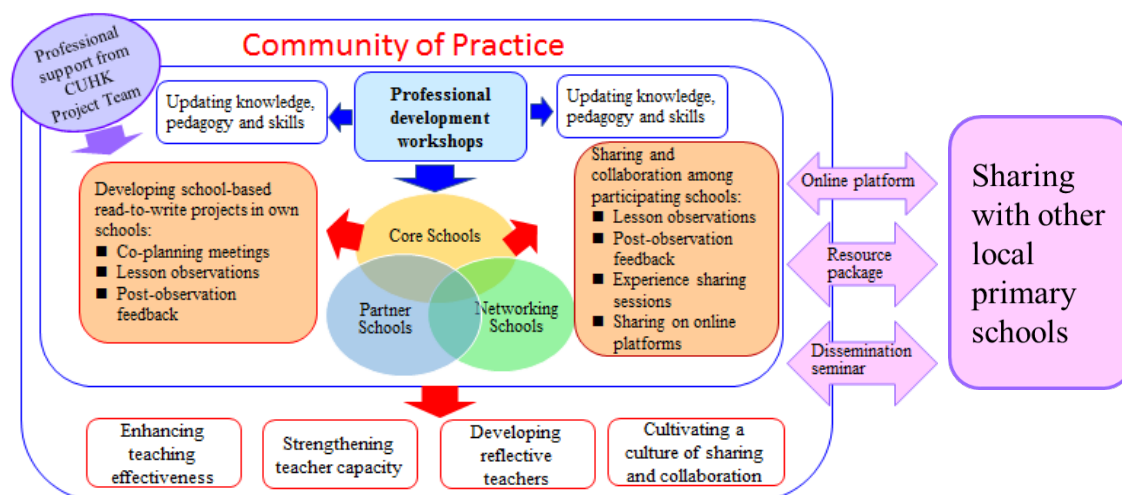 Community of Practice
Professional
support from
CUHK
Project Team
Updating knowledge,
pedagogy and skills
Professional
development
workshops
Updating knowledge,
pedagogy and skills
Developing school-based
read-to-write projects in own
schools:
■ Co-planning meetings
■ Lesson observations
■ Post-observation
feedback
Core Schools
Partner
Schools
Networking
Schools
Sharing and
collaboration among
participating schools:
■ Lesson observations
■ Post-observation
feedback
■ Experience sharing
sessions
■ Sharing on online
platforms
Online platform
Resource
package
Dissemination
seminar
Sharing
with other
local
primary
schools
Enhancing
teaching
effectiveness
Strengthening
teacher capacity
Developing
reflective
teachers
Cultivating a
culture of sharing
and collaboration